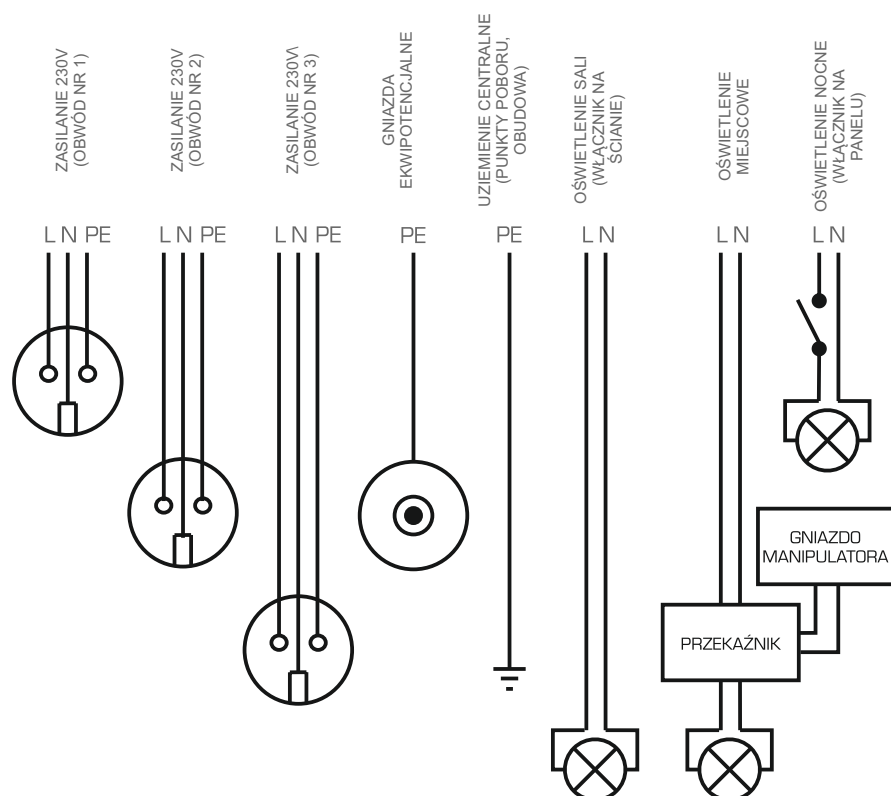 ZASILANIE 230V
(OBWÓD NR 1)
ZASILANIE 230V
(OBWÓD NR 2)
ZASILANIE 230V\
(OBWÓD NR 3)
GNIAZDA
EKWIPOTENCJALNE
UZIEMIENIE CENTRALNE
(PUNKTY POBORU,
OBUDOWA)
OŚWIETLENIE SALI
(WŁĄCZNIK NA
ŚCIANIE)
OŚWIETLENIE
MIEJSCOWE
OŚWIETLENIE NOCNE
(WŁĄCZNIK NA
PANELU)
L N PE
L N PE
L N PE
PE
PE
L N
L N
L N
GNIAZDO
MANIPULATORA
PRZEKAŹNIK